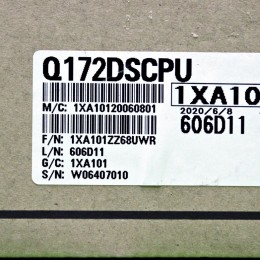 Q172DSCPU
M/C: 1XA10120060801
1XA10
2020/6/8
606D11
F/N: 1XA101ZZ68UWR
L/N: 606D11
G/C: 1XA101
S/N: W06407010